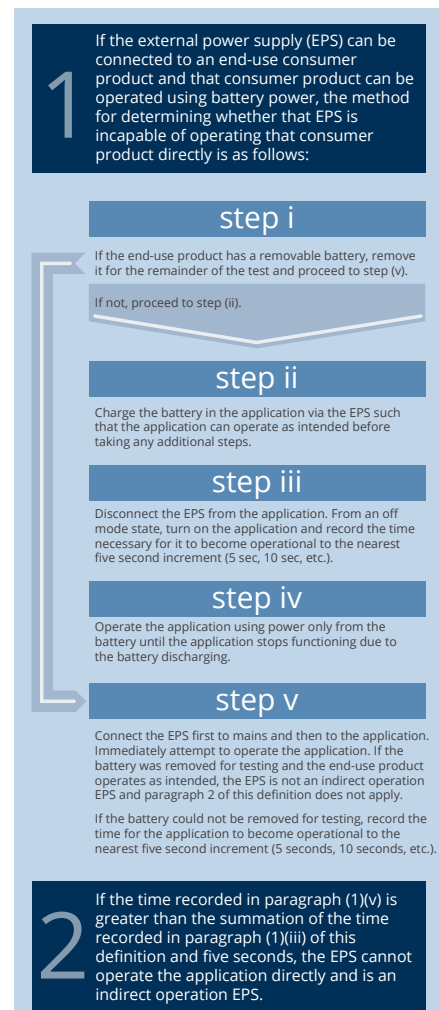 1
If the external power supply (EPS) can be
connected to an end-use consumer
product and that consumer product can be
operated using battery power, the method
for determining whether that EPS is
incapable of operating that consumer
product directly is as follows:
step i
If the end-use product has a removable battery, remove
it for the remainder of the test and proceed to step (v).
If not, proceed to step (ii).
step ii
Charge the battery in the application via the EPS such
that the application can operate as intended before
taking any additional steps.
step iii
Disconnect the EPS from the application. From an off
mode state, turn on the application and record the time
necessary for it to become operational to the nearest
five second increment (5 sec, 10 sec, etc.).
step iv
Operate the application using power only from the
battery until the application stops functioning due to
the battery discharging.
step v
Connect the EPS first to mains and then to the application.
Immediately attempt to operate the application. If the
battery was removed for testing and the end-use product
operates as intended, the EPS is not an indirect operation
EPS and paragraph 2 of this definition does not apply.
If the battery could not be removed for testing, record the
time for the application to become operational to the
nearest five second increment (5 seconds, 10 seconds, etc.).
2
If the time recorded in paragraph (1)(v) is
greater than the summation of the time
recorded in paragraph (1)(iii) of this
definition and five seconds, the EPS cannot
operate the application directly and is an
indirect operation EPS.